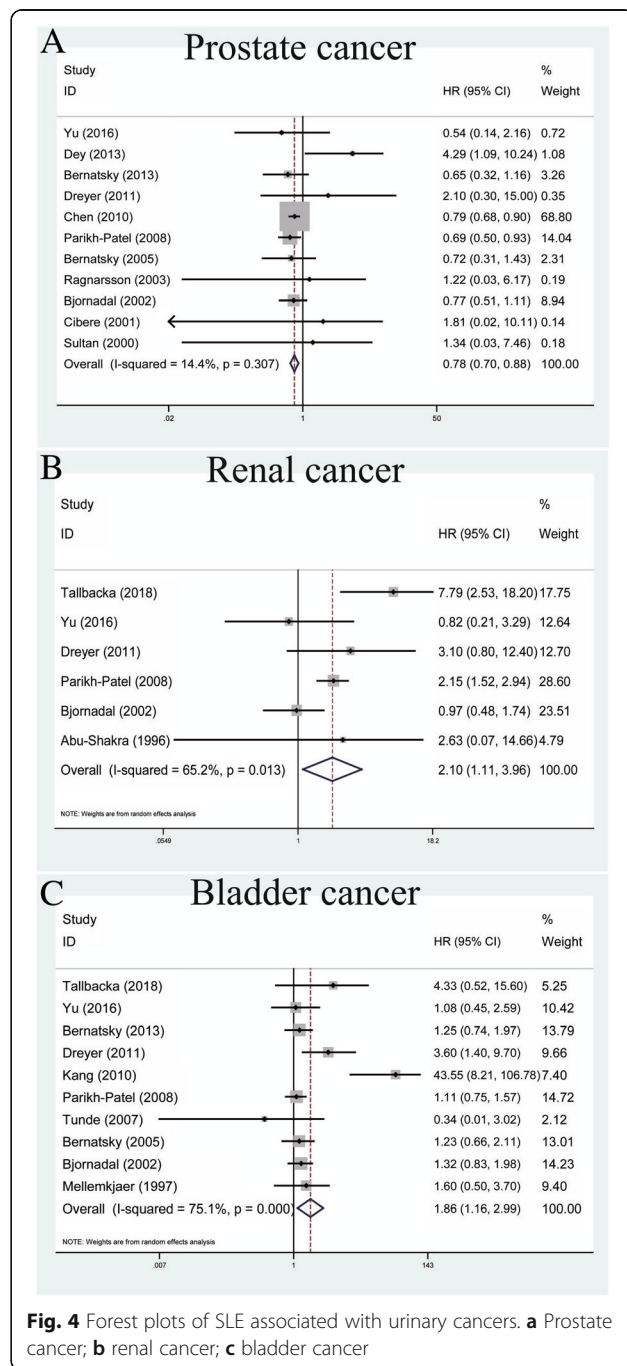 A
Prostate cancer
Study %
ID HR (95% CI) Weight
Yu (2016) 0.54 (0.14, 2.16) 0.72
Dey (2013) 4.29 (1.09, 10.24) 1.08
Bernatsky (2013) 0.65 (0.32, 1.16) 3.26
Dreyer (2011) 2.10 (0.30, 15.00) 0.35
Chen (2010) 0.79 (0.68, 0.90) 68.80
Parikh-Patel (2008) 0.69 (0.50, 0.93) 14.04
Bernatsky (2005) 0.72 (0.31, 1.43) 2.31
Ragnarsson (2003) 1.22 (0.03, 6.17) 0.19
Bjornadal (2002) 0.77 (0.51, 1.11) 8.94
Cibere (2001) 1.81 (0.02, 10.11) 0.14
Sultan (2000) 1.34 (0.03, 7.46) 0.18
Overall (I-squared = 14.4%, p = 0.307) 0.78 (0.70, 0.88) 100.00
.02 1 50
B
Renal cancer
Study %
ID HR (95% CI) Weight
Tallbacka (2018) 7.79 (2.53, 18.20) 17.75
Yu (2016) 0.82 (0.21, 3.29) 12.64
Dreyer (2011) 3.10 (0.80, 12.40) 12.70
Parikh-Patel (2008) 2.15 (1.52, 2.94) 28.60
Bjornadal (2002) 0.97 (0.48, 1.74) 23.51
Abu-Shakra (1996) 2.63 (0.07, 14.66) 4.79
Overall (I-squared = 65.2%, p = 0.013) 2.10 (1.11, 3.96) 100.00
NOTE: Weights are from random effects analysis
.0549 1 18.2
C
Bladder cancer
Study %
ID HR (95% CI) Weight
Tallbacka (2018) 4.33 (0.52, 15.60) 5.25
Yu (2016) 1.08 (0.45, 2.59) 10.42
Bernatsky (2013) 1.25 (0.74, 1.97) 13.79
Dreyer (2011) 3.60 (1.40, 9.70) 9.66
Kang (2010) 43.55 (8.21, 106.78) 7.40
Parikh-Patel (2008) 1.11 (0.75, 1.57) 14.72
Tunde (2007) 0.34 (0.01, 3.02) 2.12
Bernatsky (2005) 1.23 (0.66, 2.11) 13.01
Bjornadal (2002) 1.32 (0.83, 1.98) 14.23
Mellemkjaer (1997) 1.60 (0.50, 3.70) 9.40
Overall (I-squared = 75.1%, p = 0.000) 1.86 (1.16, 2.99) 100.00
NOTE: Weights are from random effects analysis
.007 1 143
Fig. 4 Forest plots of SLE associated with urinary cancers. a Prostate
cancer; b renal cancer; c bladder cancer